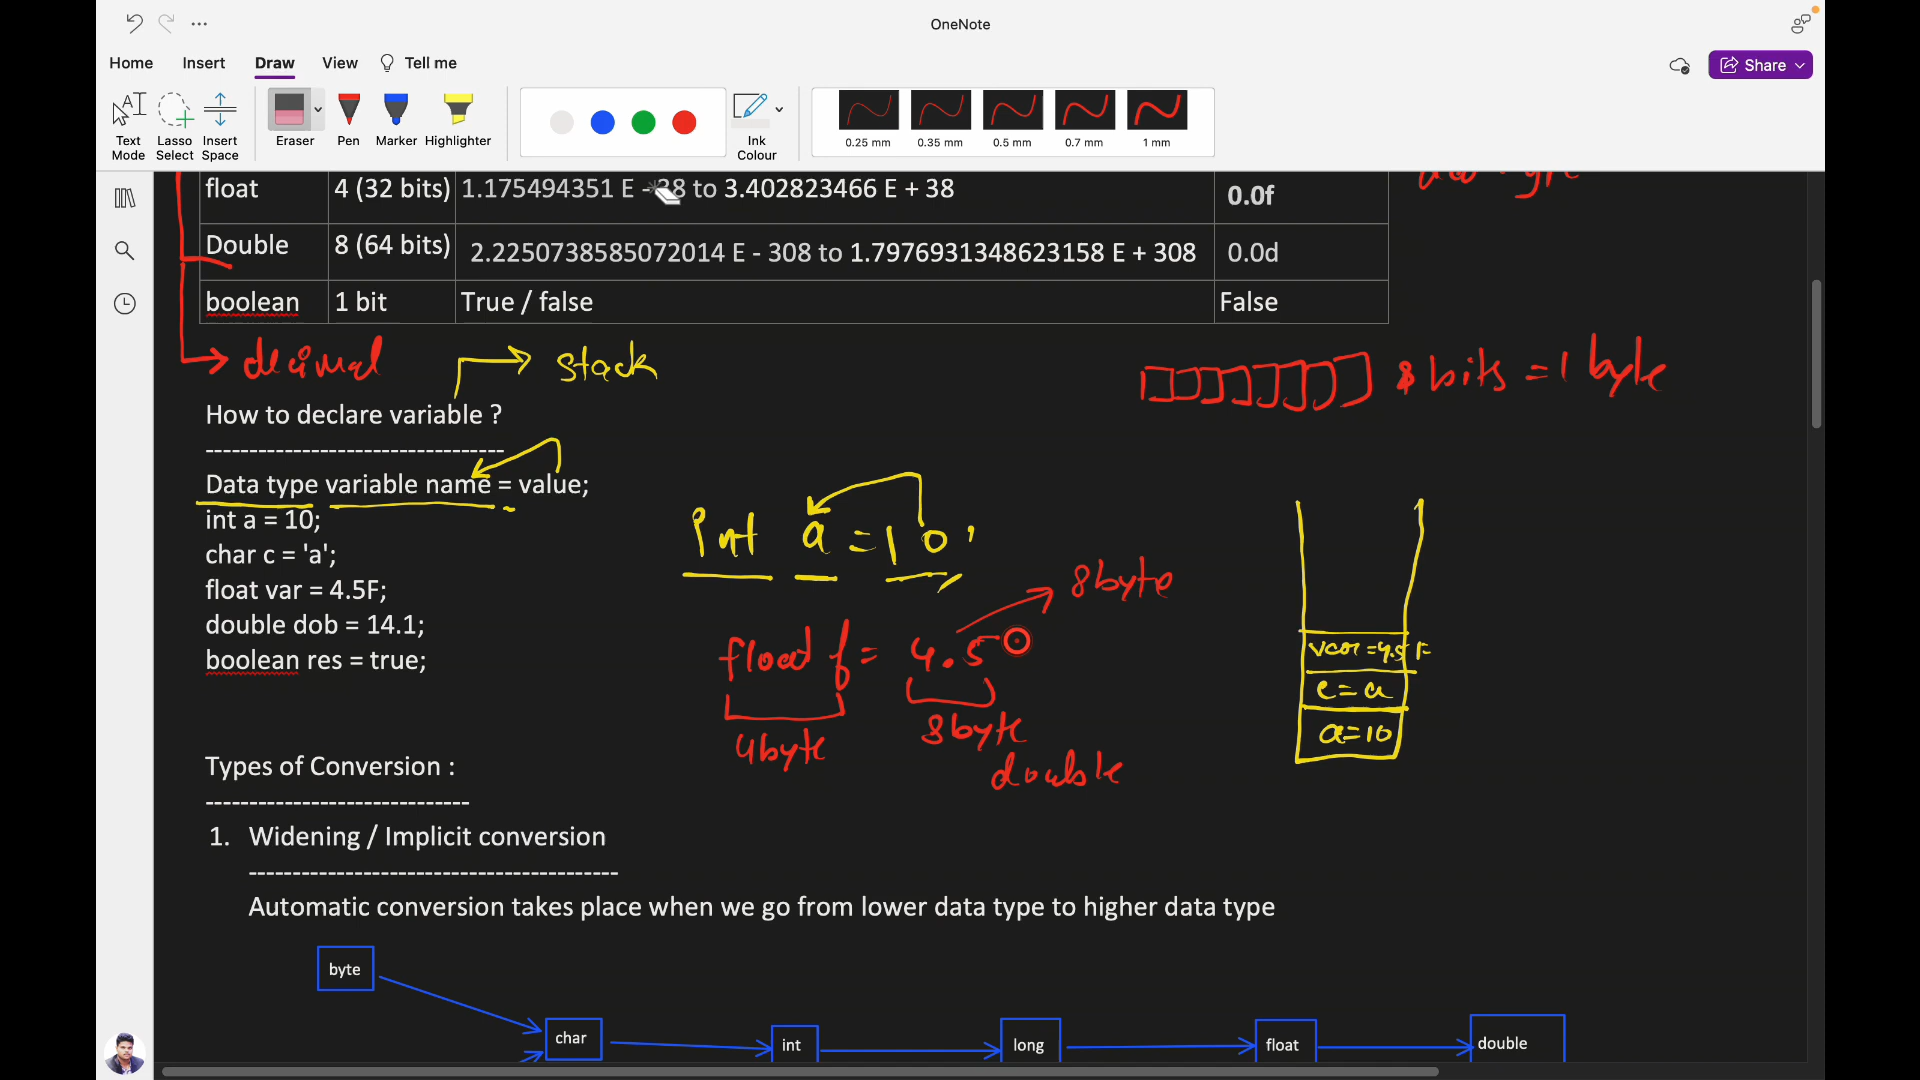 OneNote
Home Insert Draw View Tell me
Share
Text Mode
Lasso Select
Insert Space
Eraser
Pen
Marker
Highlighter
Ink Colour
0.25 mm
0.35 mm
0.5 mm
0.7 mm
1 mm
float 4 (32 bits) 1.175494351 E - 38 to 3.402823466 E + 38 0.0f
Double 8 (64 bits) 2.2250738585072014 E - 308 to 1.7976931348623158 E + 308 0.0d
boolean 1 bit True / false False
decimal
stack
8 bits = 1 byte
How to declare variable ?
----------------------------------
Data type variable name = value;
int a = 10;
char c = 'a';
float var = 4.5F;
double dob = 14.1;
boolean res = true;
Int a = 10;
8byte
float f = 4.5
4byte
8byte
double
var = 4.5 F
c = a
a = 10
Types of Conversion :
------------------------------
1. Widening / Implicit conversion
------------------------------------------
Automatic conversion takes place when we go from lower data type to higher data type
byte
char
int
long
float
double